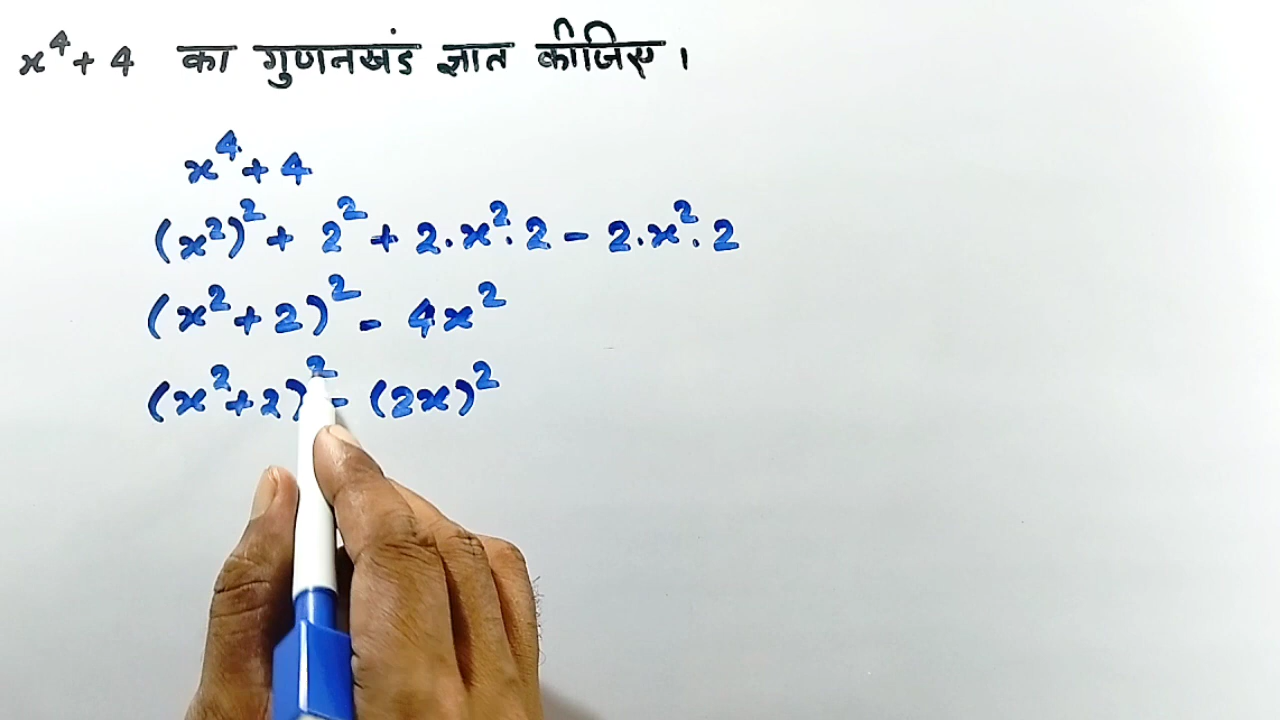 x⁴ + 4 का गुणनखंड ज्ञात कीजिए।
x⁴ + 4
(x²)² + 2² + 2·x²·2 − 2·x²·2
(x² + 2)² − 4x²
(x² + 2)² − (2x)²